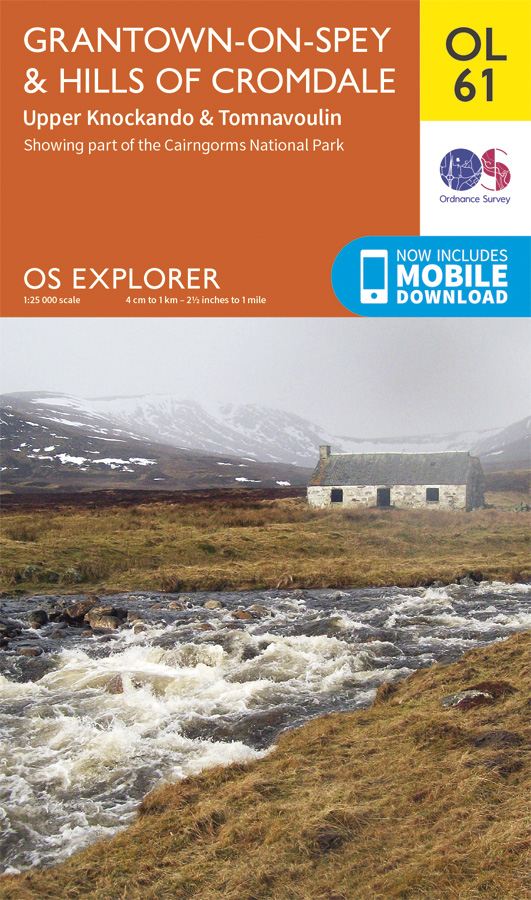 GRANTOWN-ON-SPEY
& HILLS OF CROMDALE
Upper Knockando & Tomnavoulin
Showing part of the Cairngorms National Park
OL
61
OS
Ordnance Survey
NOW INCLUDES
MOBILE
DOWNLOAD
OS EXPLORER
1:25 000 scale 4 cm to 1 km – 2½ inches to 1 mile